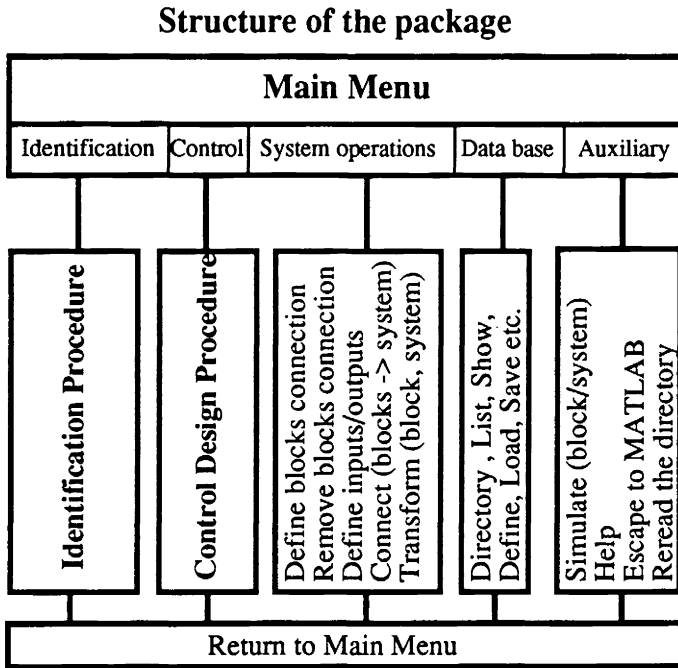 Structure of the package
Main Menu
Identification
Control
System operations
Data base
Auxiliary
Identification Procedure
Control Design Procedure
Define blocks connection
Remove blocks connection
Define inputs/outputs
Connect (blocks -> system)
Transform (block, system)
Directory , List, Show,
Define, Load, Save etc.
Simulate (block/system)
Help
Escape to MATLAB
Reread the directory
Return to Main Menu